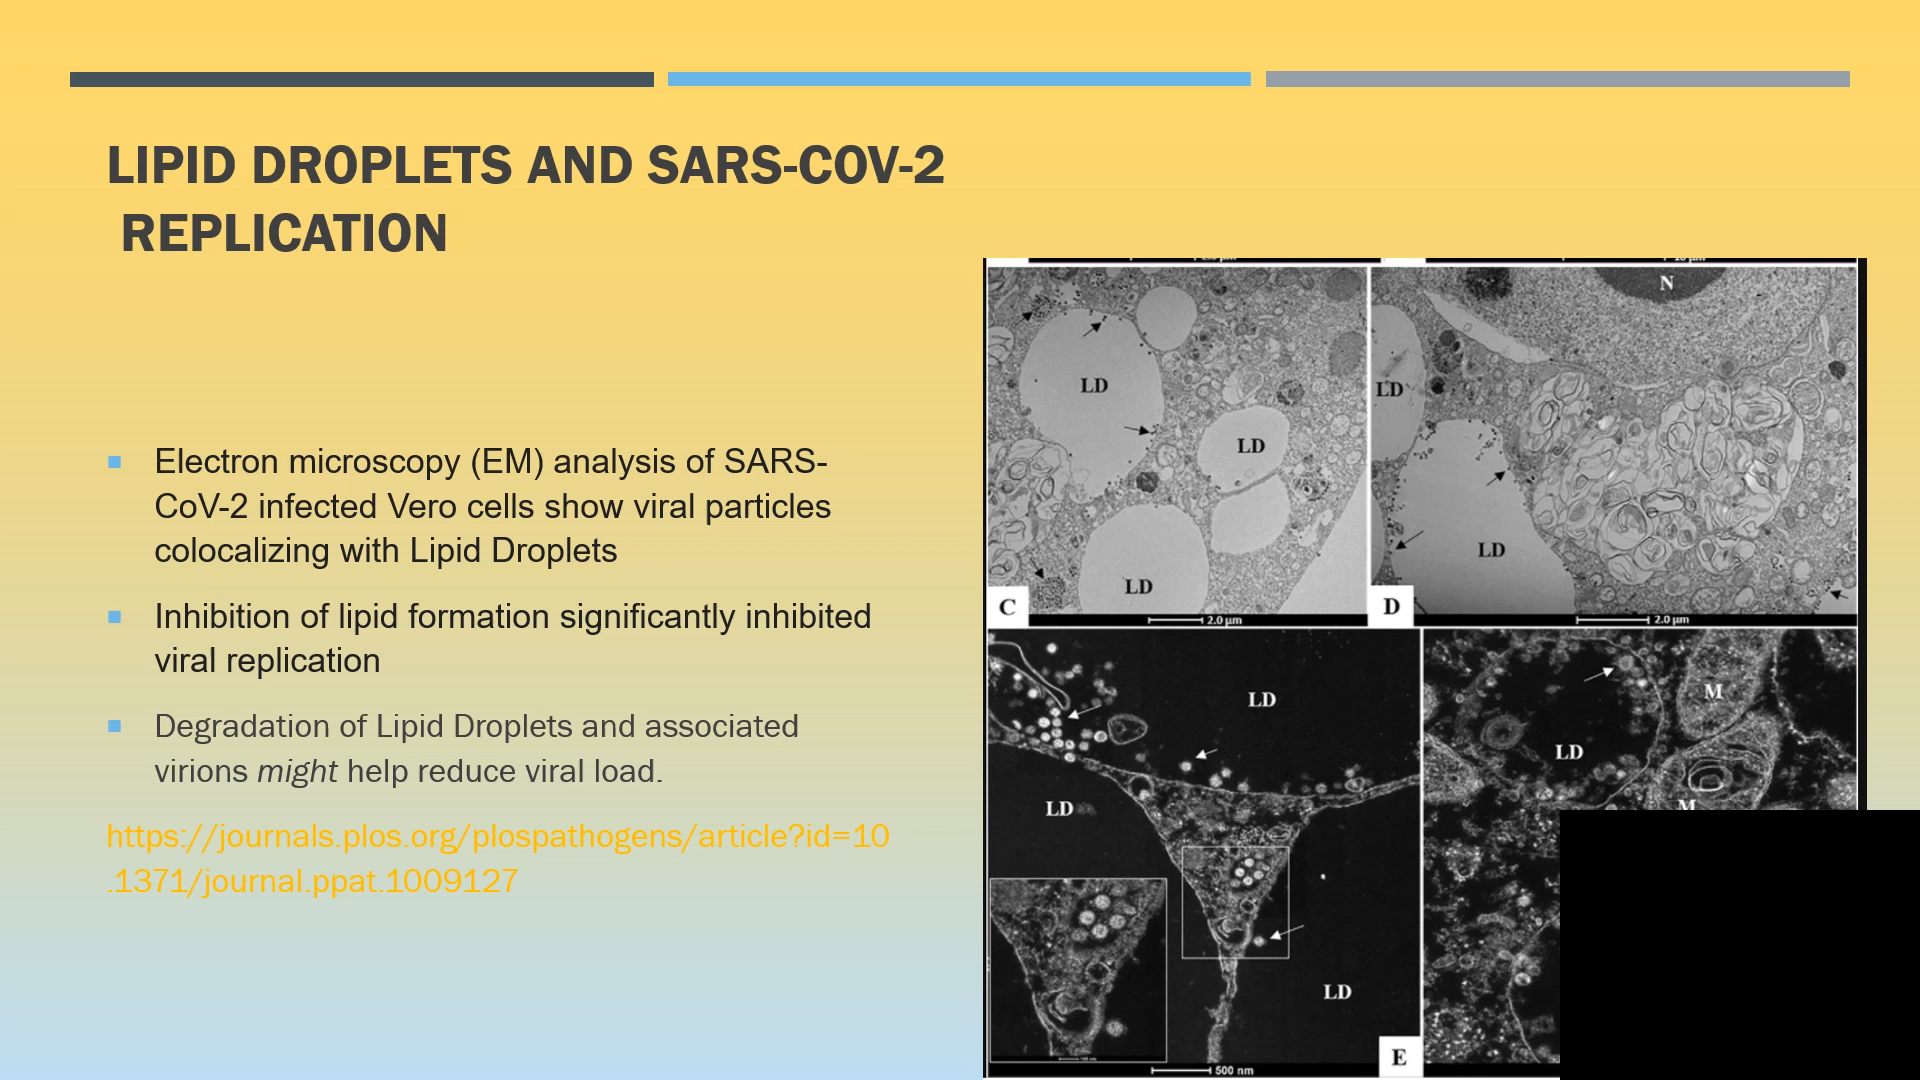 LIPID DROPLETS AND SARS-COV-2
REPLICATION
Electron microscopy (EM) analysis of SARS-
CoV-2 infected Vero cells show viral particles
colocalizing with Lipid Droplets
Inhibition of lipid formation significantly inhibited
viral replication
Degradation of Lipid Droplets and associated
virions might help reduce viral load.
https://journals.plos.org/plospathogens/article?id=10
.1371/journal.ppat.1009127
N
LD
LD
LD
LD
LD
C
D
2.0 µm
2.0 µm
LD
M
LD
LD
M
LD
E
500 nm